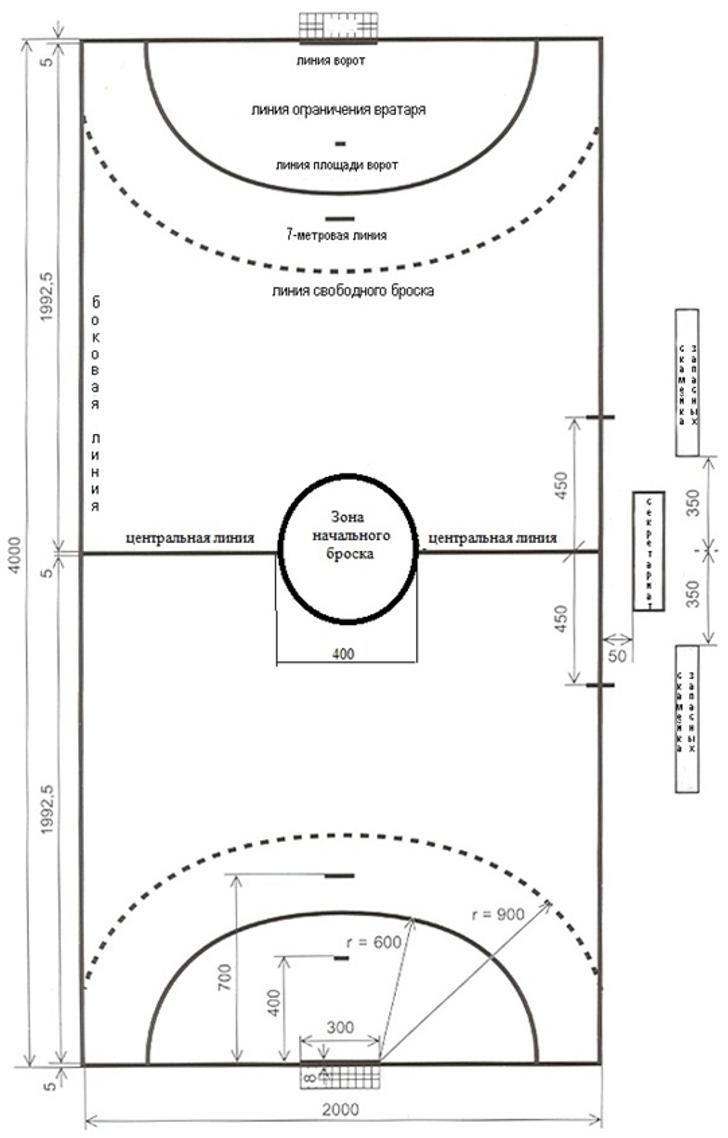 5
линия ворот
линия ограничения вратаря
линия площади ворот
7-метровая линия
линия свободного броска
1992,5
боковая линия
скамейка
запасных
450
350
Зона
начального
броска
центральная линия
центральная линия
секретариат
4000
5
450
350
400
50
скамейка
запасных
1992,5
r = 900
r = 600
700
400
300
8
5
2000